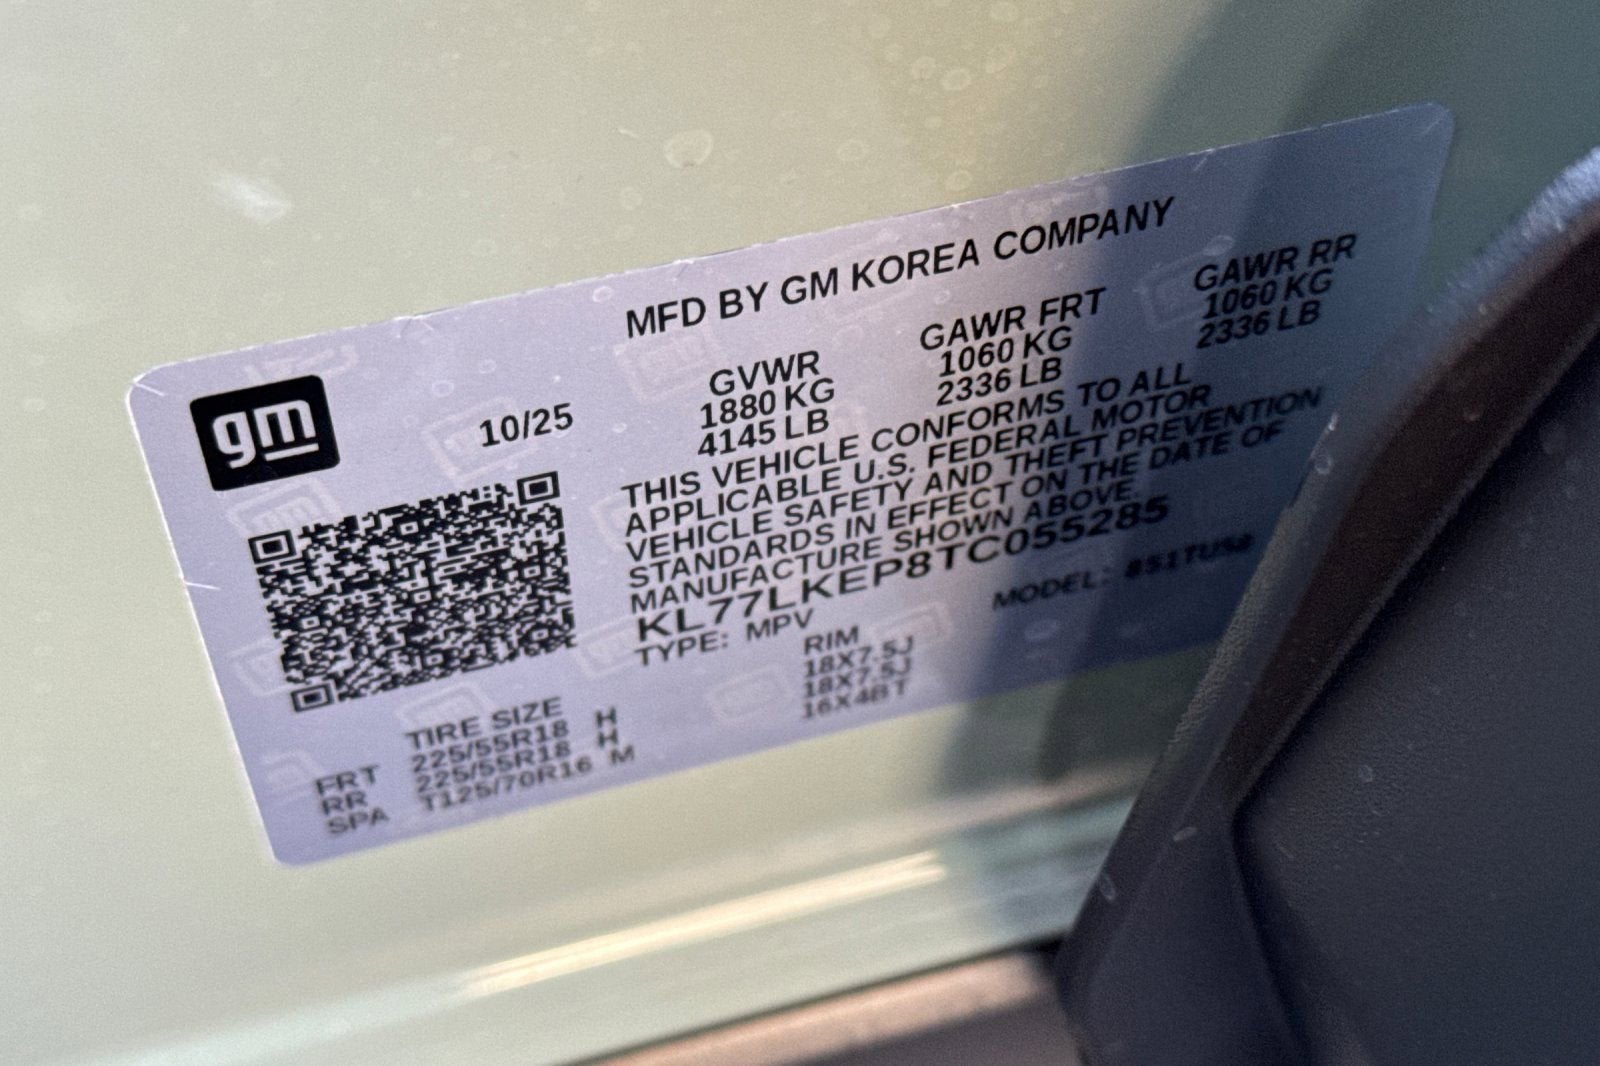 MFD BY GM KOREA COMPANY
gm
10/25
GVWR GAWR FRT GAWR RR
1880 KG 1060 KG 1060 KG
4145 LB 2336 LB 2336 LB
THIS VEHICLE CONFORMS TO ALL
APPLICABLE U.S. FEDERAL MOTOR
VEHICLE SAFETY AND THEFT PREVENTION
STANDARDS IN EFFECT ON THE DATE OF
MANUFACTURE SHOWN ABOVE.
KL77LKEP8TC055285
TYPE: MPV MODEL:
TIRE SIZE RIM
FRT 225/55R18 H 18X7.5J
RR 225/55R18 H 18X7.5J
SPA T125/70R16 M 16X4BT